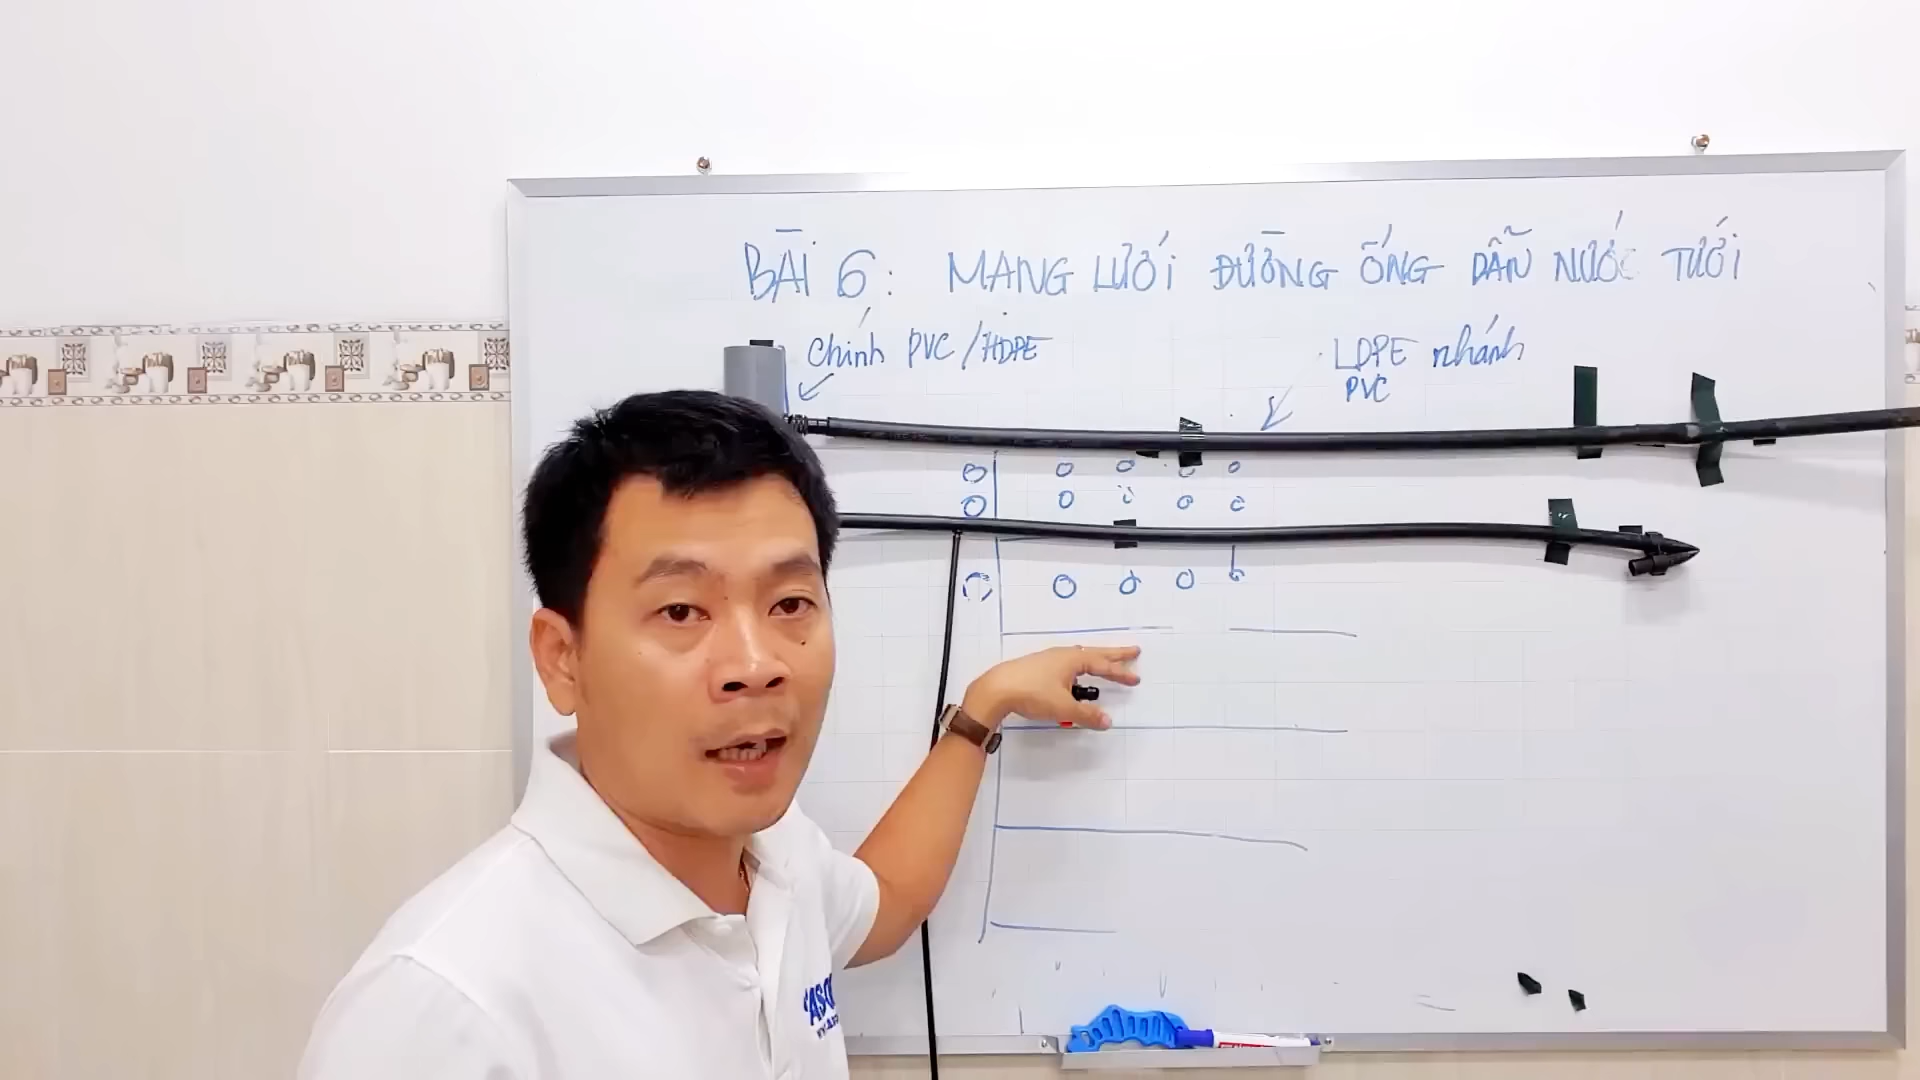 BÀI 6: MẠNG LƯỚI ĐƯỜNG ỐNG DẪN NƯỚC TƯỚI
Chính PVC / HDPE
LDPE nhánh
PVC